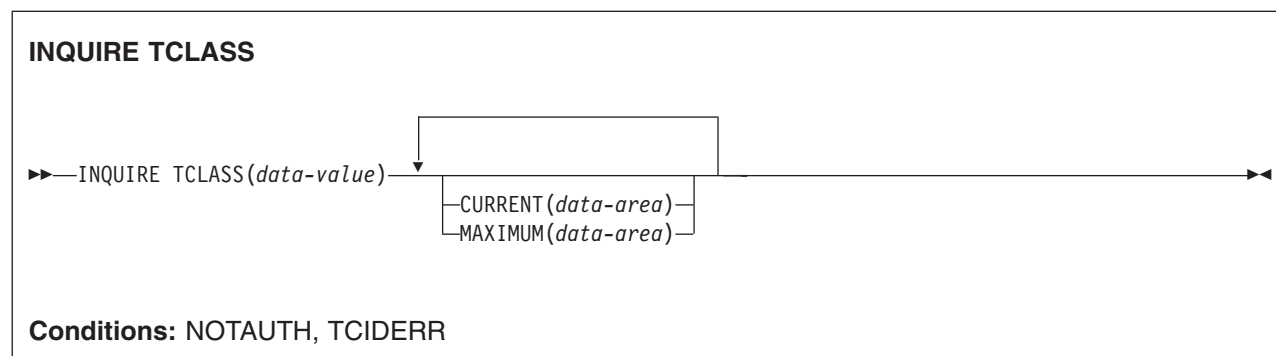 INQUIRE TCLASS
INQUIRE TCLASS(data-value)
CURRENT(data-area)
MAXIMUM(data-area)
Conditions: NOTAUTH, TCIDERR